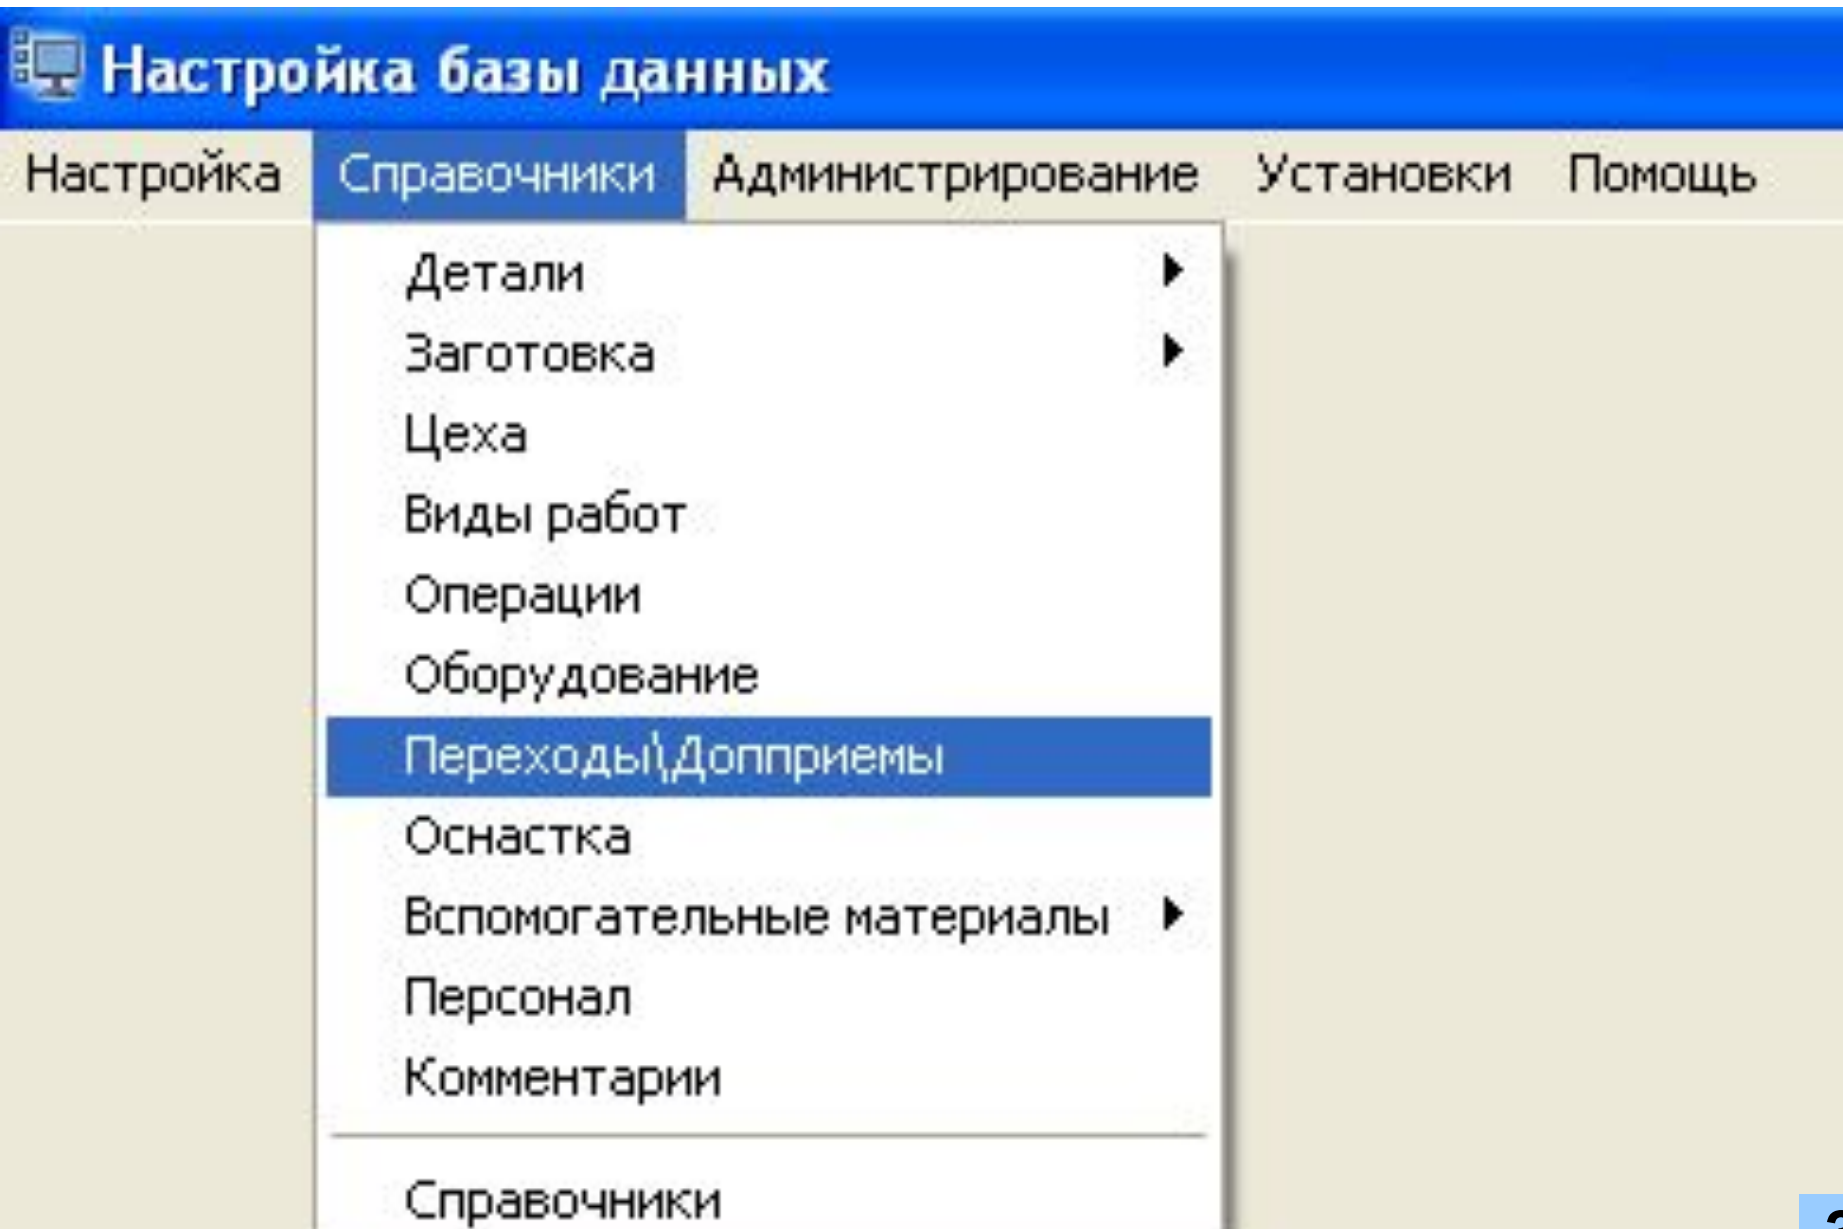 Настройка базы данных
Настройка Справочники Администрирование Установки Помощь
Детали
Заготовка
Цеха
Виды работ
Операции
Оборудование
Переходы\Допприемы
Оснастка
Вспомогательные материалы
Персонал
Комментарии
Справочники